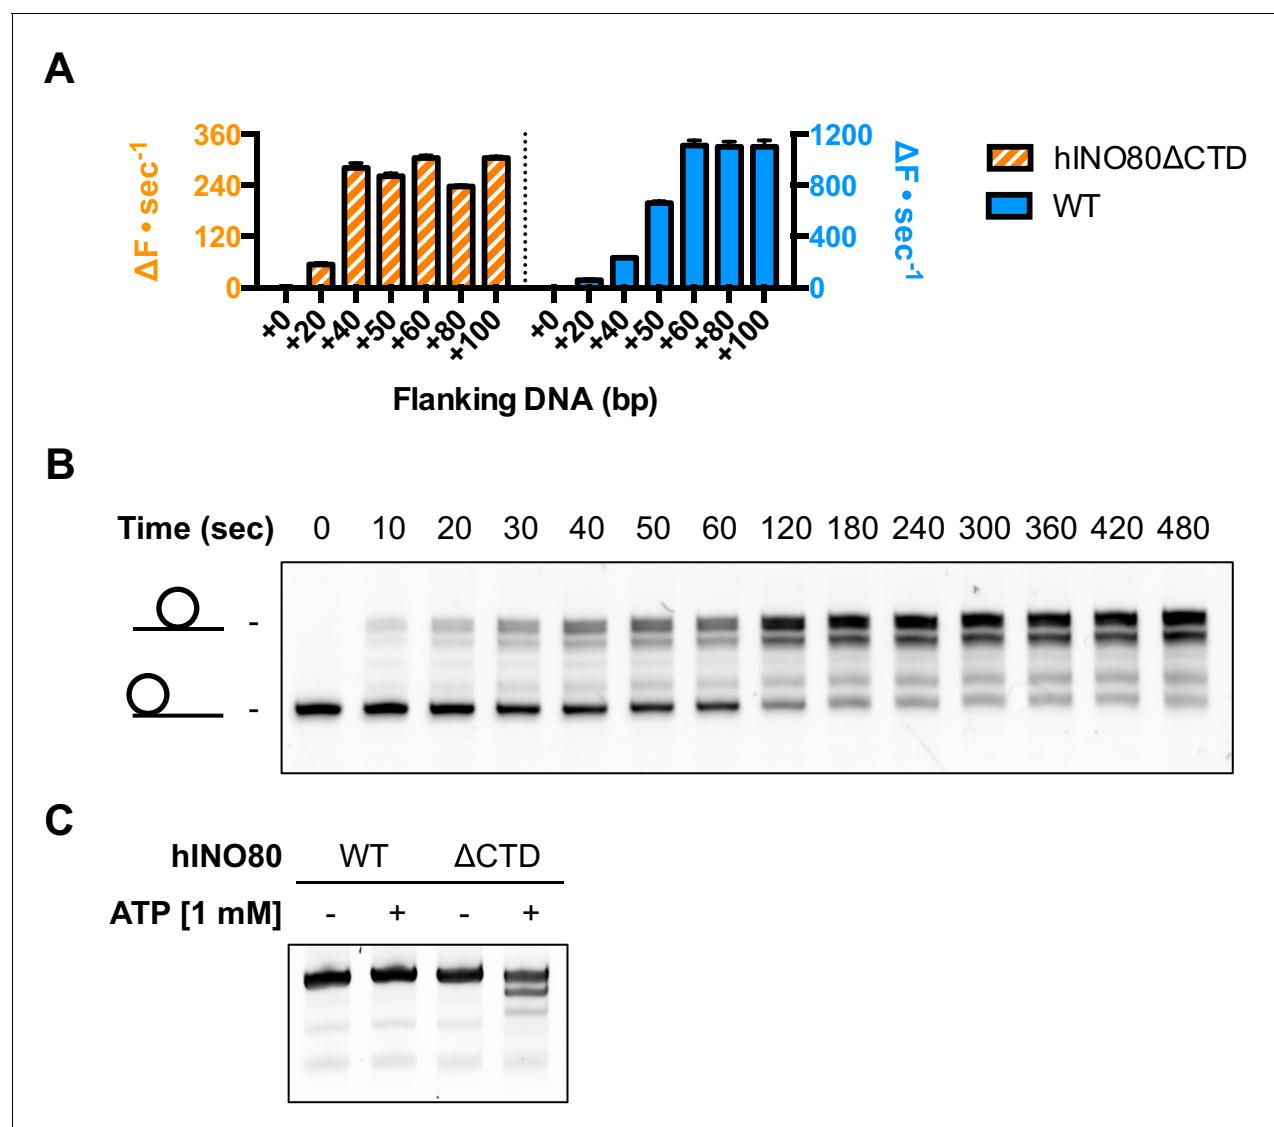 A
360
240
120
0
ΔF • sec-1
1200
800
400
0
ΔF • sec-1
hINO80ΔCTD
WT
+0 +20 +40 +50 +60 +80 +100 +0 +20 +40 +50 +60 +80 +100
Flanking DNA (bp)
B
Time (sec) 0 10 20 30 40 50 60 120 180 240 300 360 420 480
-
-
C
hINO80 WT ΔCTD
ATP [1 mM] - + - +